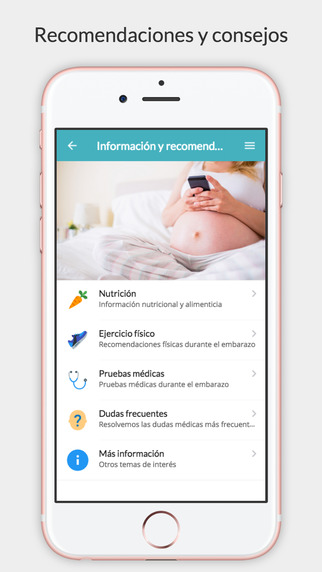 Recomendaciones y consejos
Información y recomend...
Nutrición
Información nutricional y alimenticia
Ejercicio físico
Recomendaciones físicas durante el embarazo
Pruebas médicas
Pruebas médicas durante el embarazo
Dudas frecuentes
Resolvemos las dudas médicas más frecuent...
Más información
Otros temas de interés